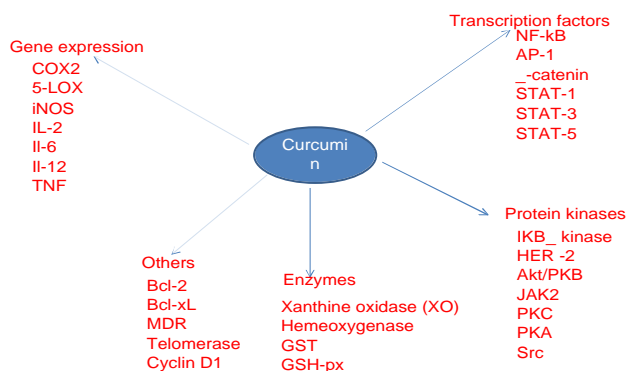 Gene expression
COX2
5-LOX
iNOS
IL-2
Il-6
Il-12
TNF
Transcription factors
NF-kB
AP-1
_-catenin
STAT-1
STAT-3
STAT-5
Curcumi
n
Protein kinases
IKB_ kinase
HER -2
Akt/PKB
JAK2
PKC
PKA
Src
Others
Bcl-2
Bcl-xL
MDR
Telomerase
Cyclin D1
Enzymes
Xanthine oxidase (XO)
Hemeoxygenase
GST
GSH-px